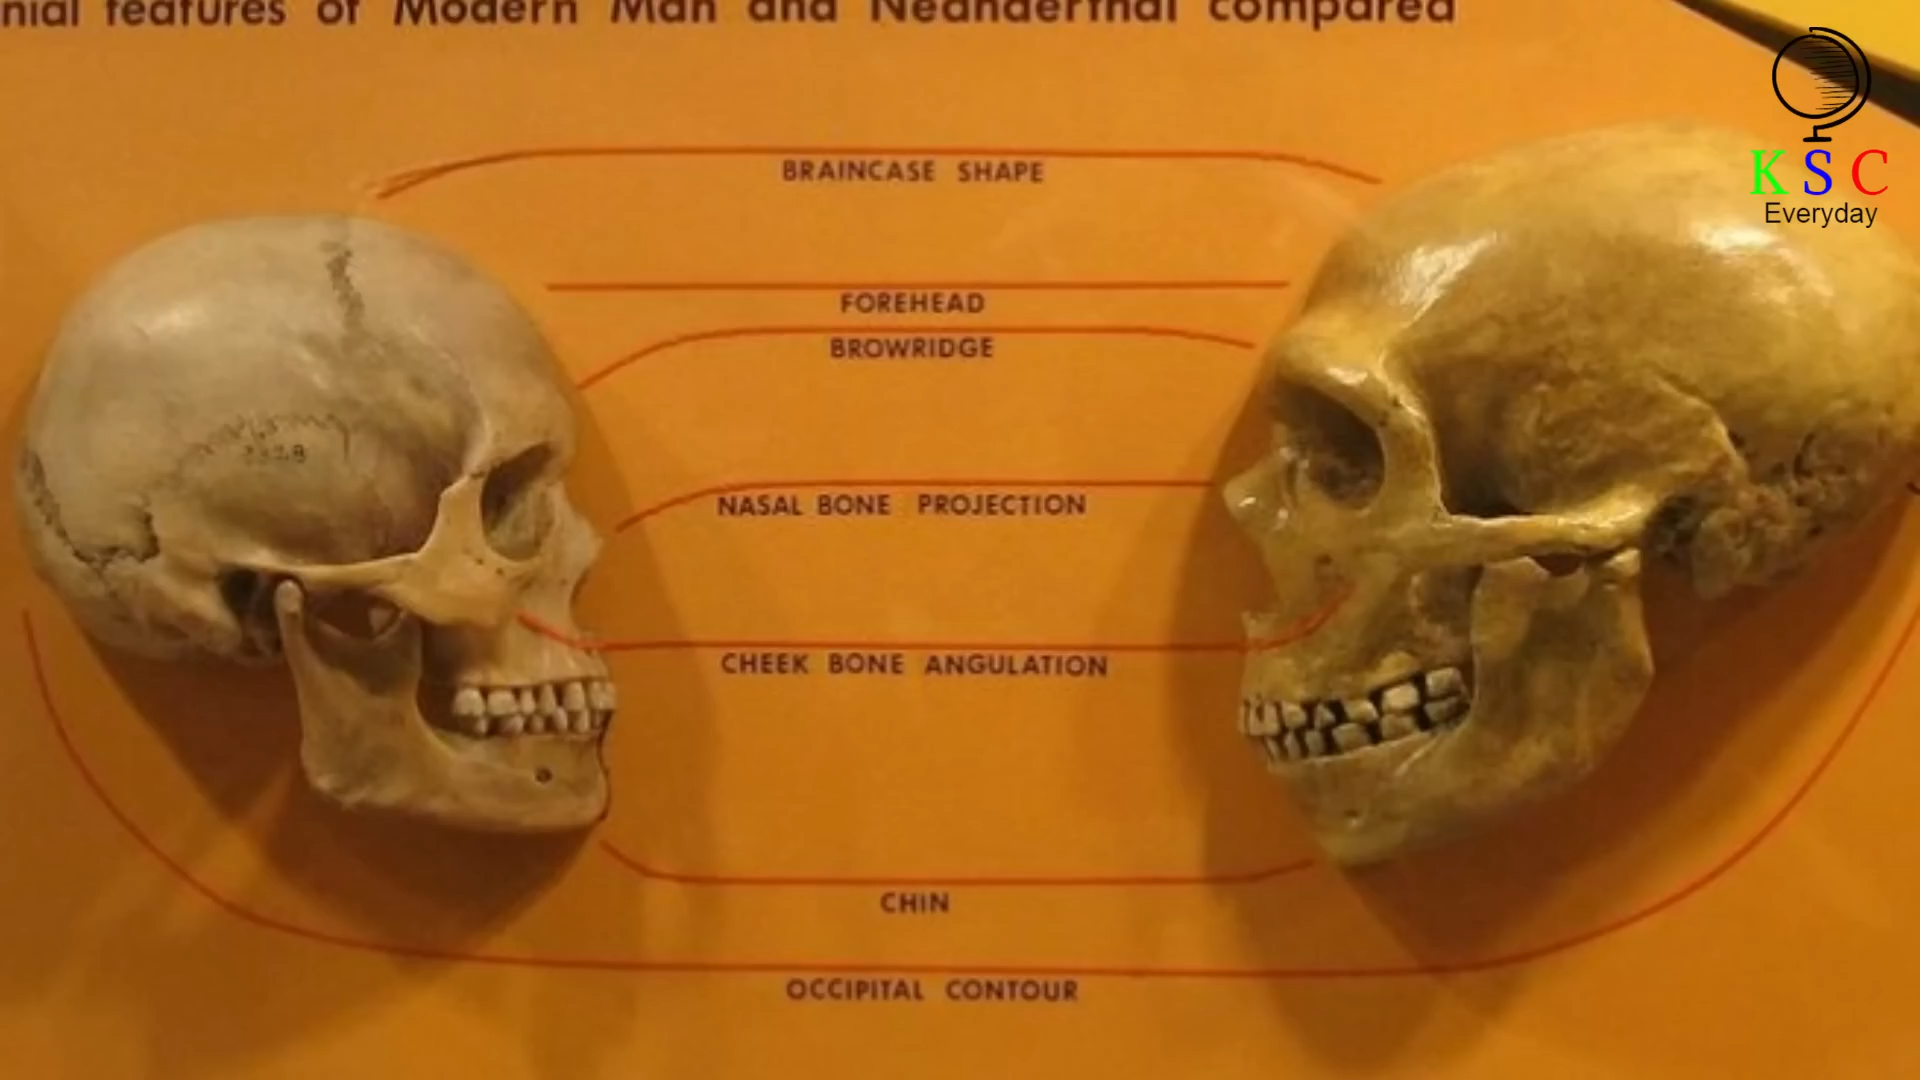 nial features of Modern Man and Neanderthal compared
BRAINCASE SHAPE
FOREHEAD
BROWRIDGE
NASAL BONE PROJECTION
CHEEK BONE ANGULATION
CHIN
OCCIPITAL CONTOUR
K S C
Everyday